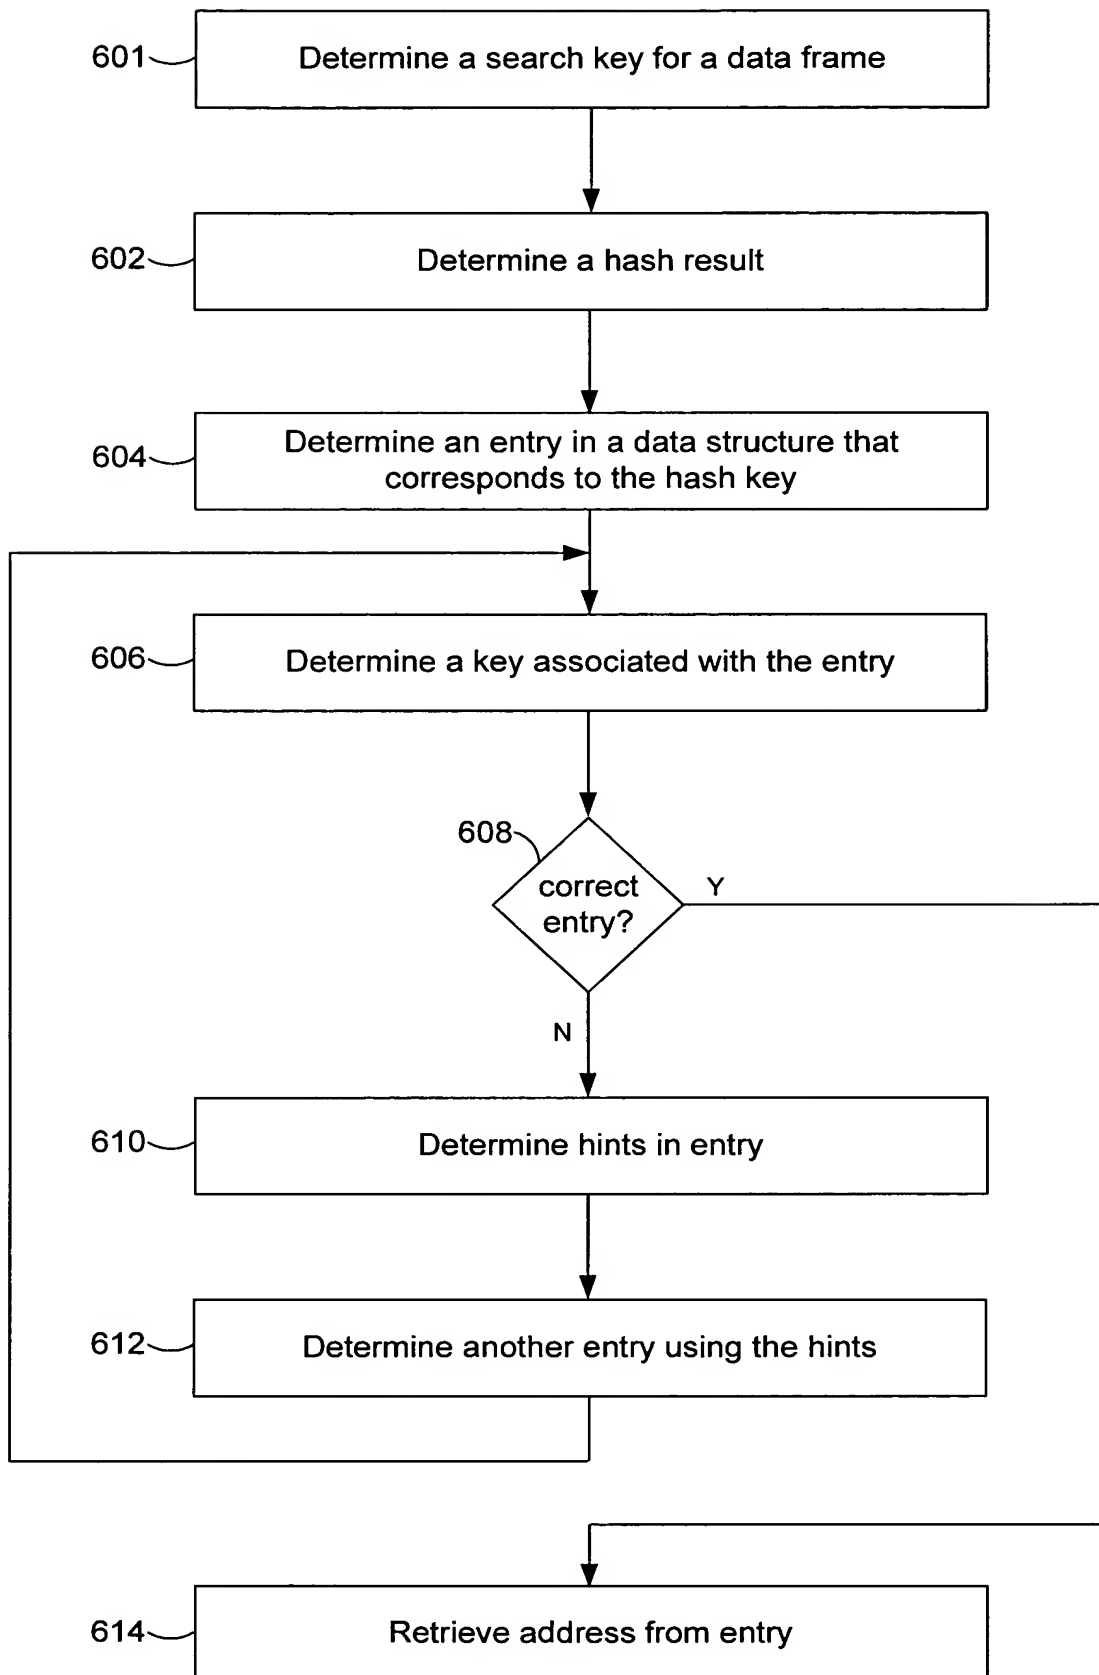 601
Determine a search key for a data frame
602
Determine a hash result
604
Determine an entry in a data structure that
corresponds to the hash key
606
Determine a key associated with the entry
608
correct
entry?
Y
N
610
Determine hints in entry
612
Determine another entry using the hints
614
Retrieve address from entry